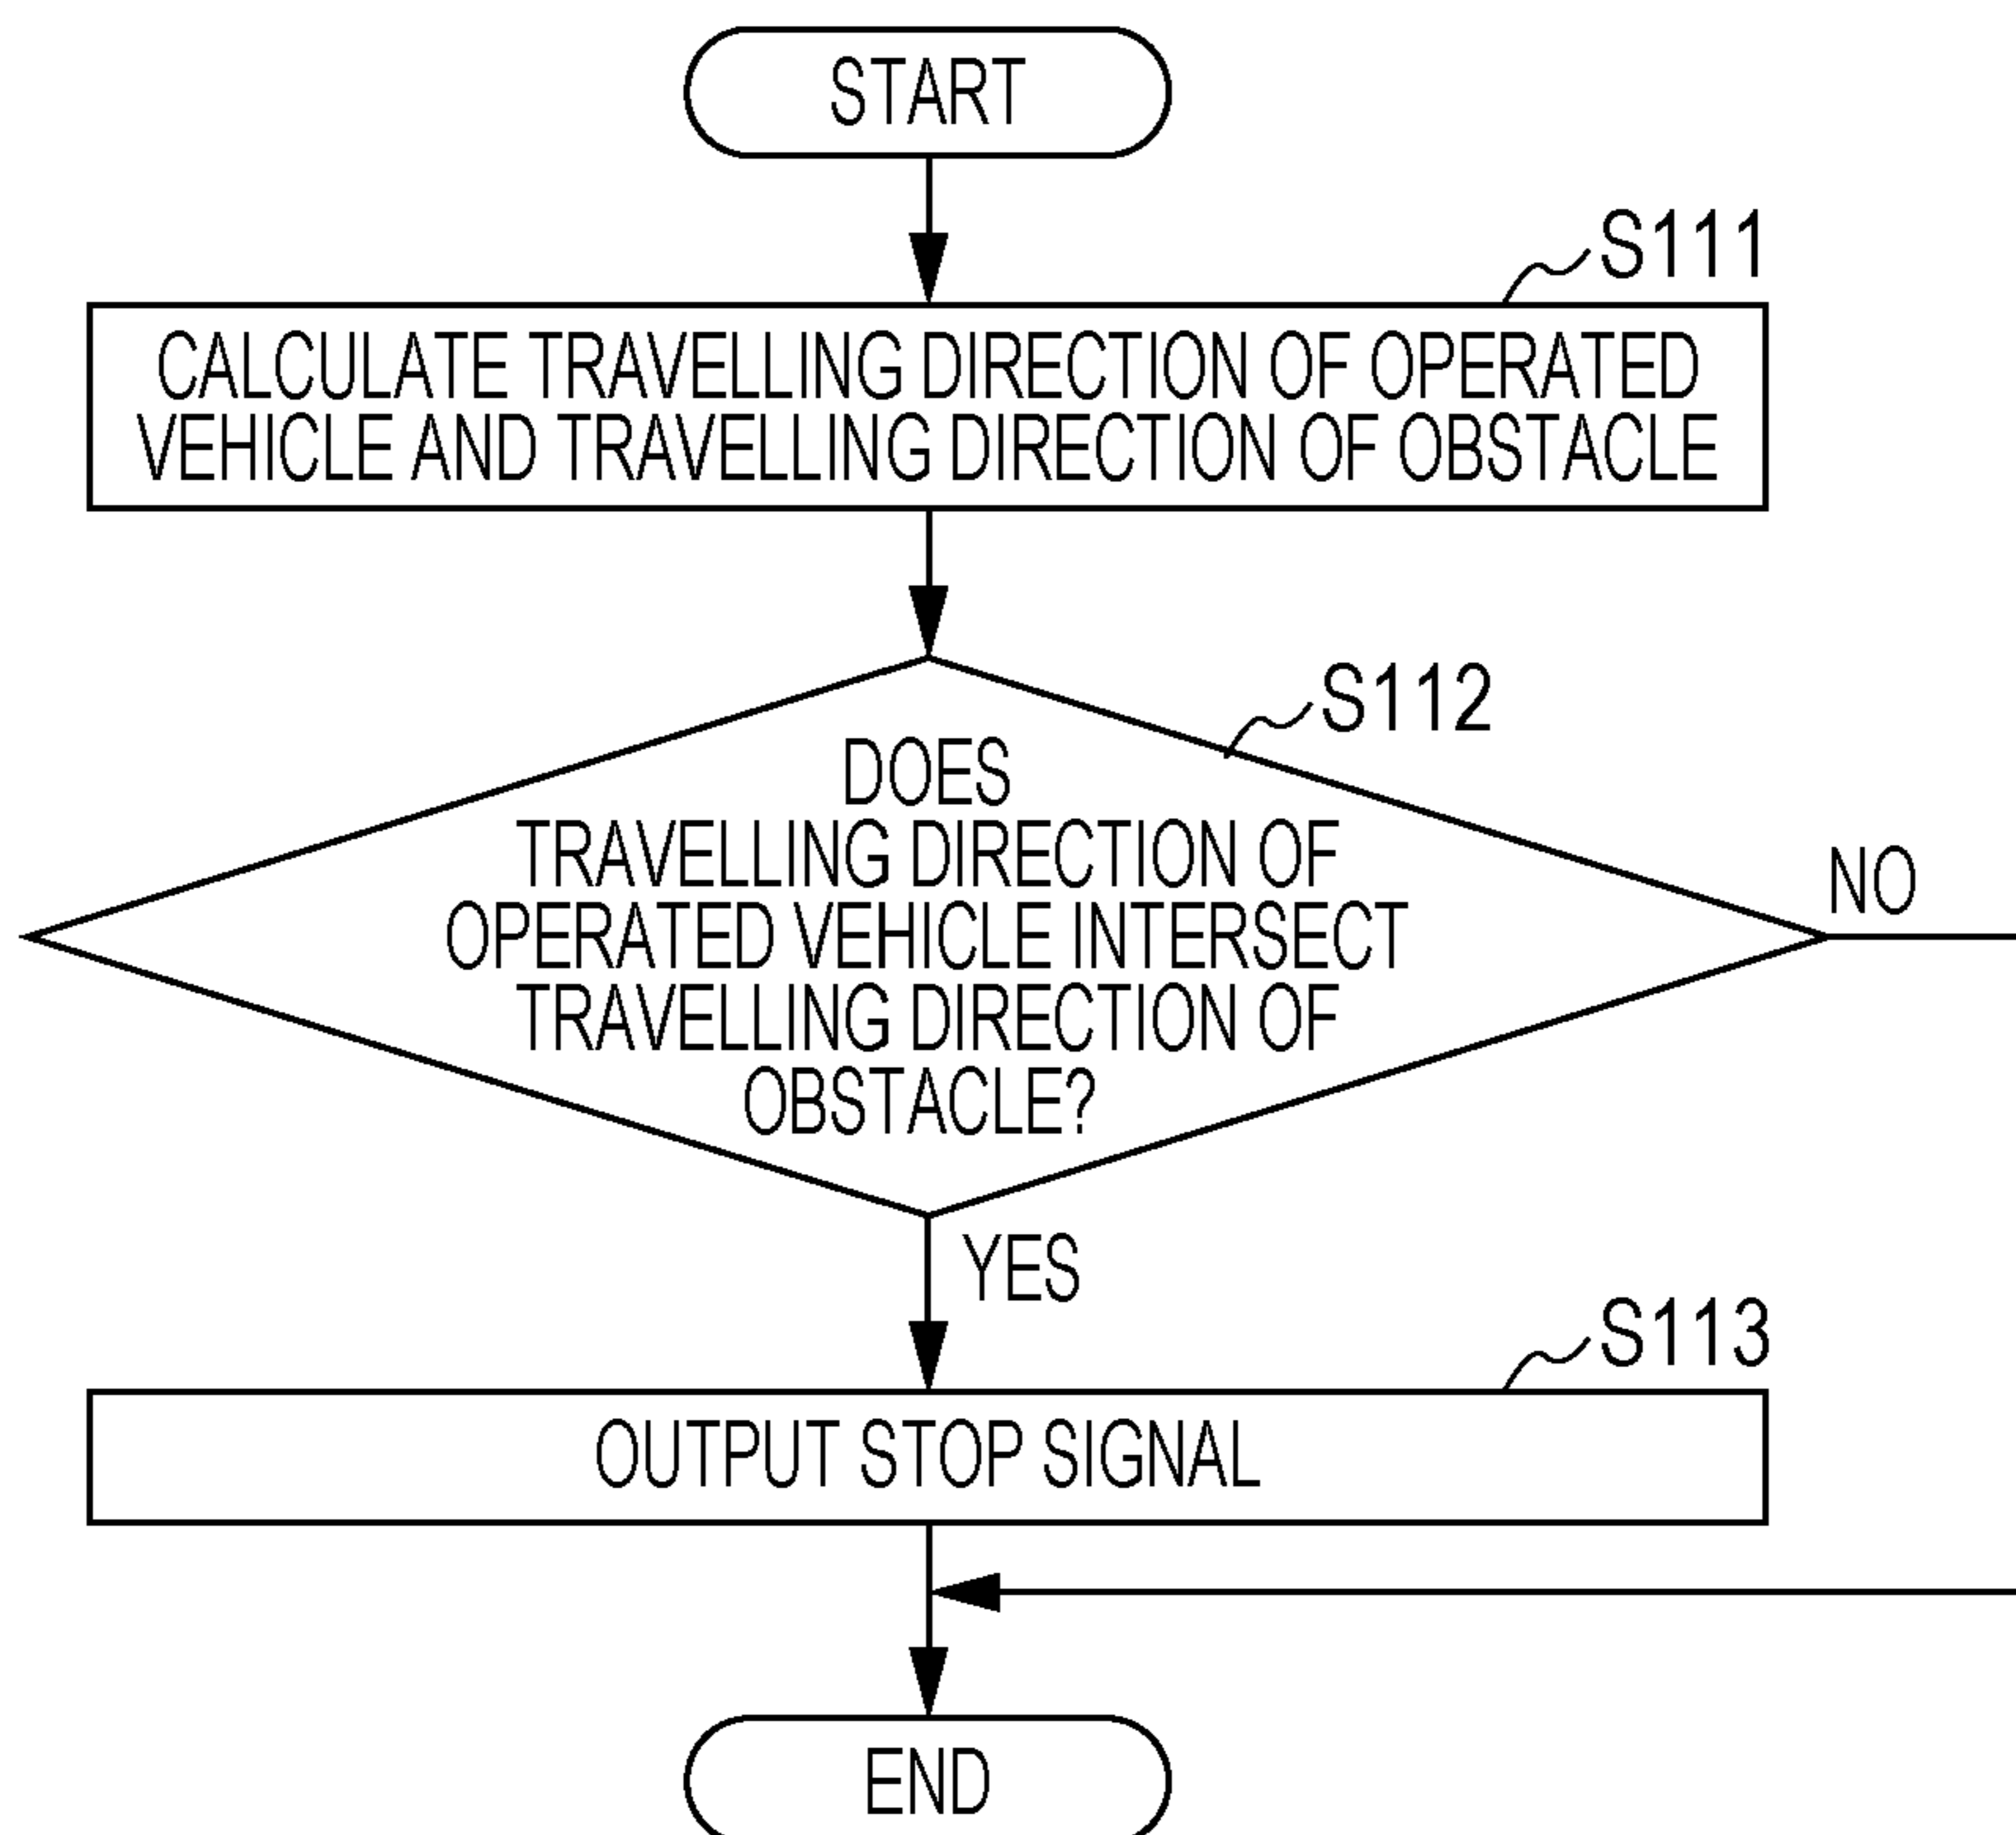 START
S111
CALCULATE TRAVELLING DIRECTION OF OPERATED
VEHICLE AND TRAVELLING DIRECTION OF OBSTACLE
S112
DOES
TRAVELLING DIRECTION OF
OPERATED VEHICLE INTERSECT
TRAVELLING DIRECTION OF
OBSTACLE?
NO
YES
S113
OUTPUT STOP SIGNAL
END